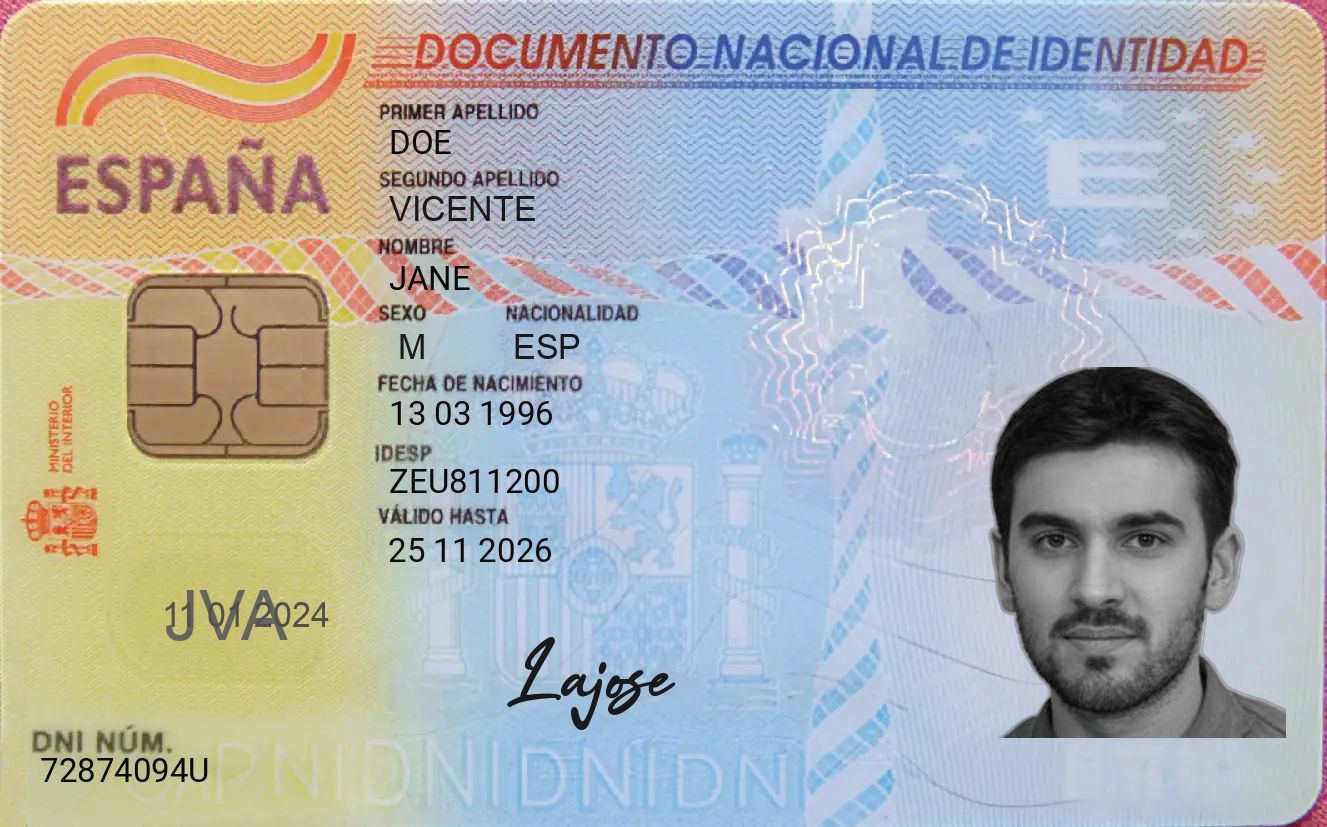 DOCUMENTO NACIONAL DE IDENTIDAD
ESPAÑA
PRIMER APELLIDO
DOE
SEGUNDO APELLIDO
VICENTE
NOMBRE
JANE
SEXO NACIONALIDAD
M ESP
FECHA DE NACIMIENTO
13 03 1996
IDESP
ZEU811200
VÁLIDO HASTA
25 11 2026
MINISTERIO
DEL INTERIOR
E
JVA
11 01 2024
Lajose
DNI NÚM.
72874094U
DNIDNIDNIDNI